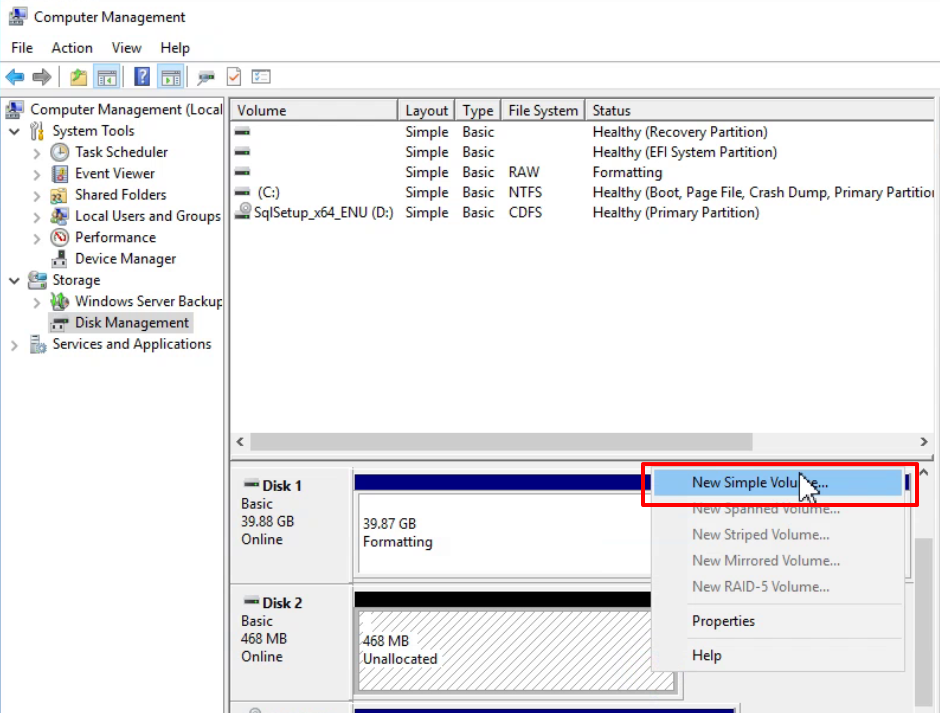 Computer Management
File Action View Help
Computer Management (Local
System Tools
Task Scheduler
Event Viewer
Shared Folders
Local Users and Groups
Performance
Device Manager
Storage
Windows Server Backup
Disk Management
Services and Applications
Volume Layout Type File System Status
Simple Basic Healthy (Recovery Partition)
Simple Basic Healthy (EFI System Partition)
Simple Basic RAW Formatting
(C:) Simple Basic NTFS Healthy (Boot, Page File, Crash Dump, Primary Partition
SqlSetup_x64_ENU (D:) Simple Basic CDFS Healthy (Primary Partition)
Disk 1
Basic
39.88 GB
Online
39.87 GB
Formatting
Disk 2
Basic
468 MB
Online
468 MB
Unallocated
New Simple Volume...
New Spanned Volume...
New Striped Volume...
New Mirrored Volume...
New RAID-5 Volume...
Properties
Help